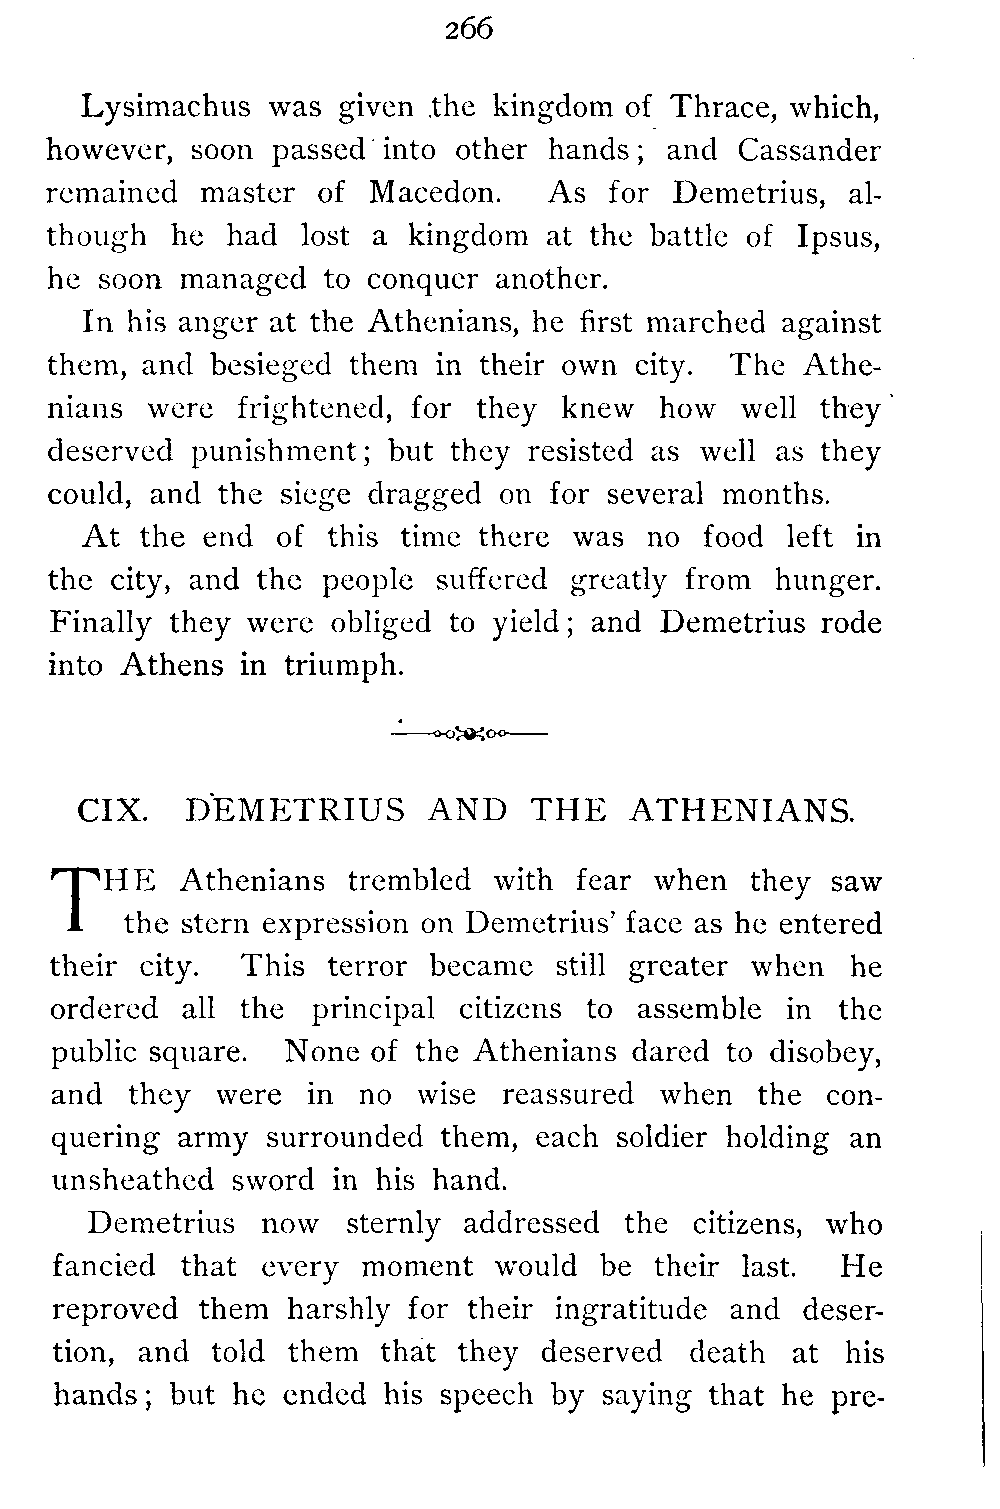 266
Lysimachus was given the kingdom of Thrace, which,
however, soon passed into other hands; and Cassander
remained master of Macedon. As for Demetrius, al-
though he had lost a kingdom at the battle of Ipsus,
he soon managed to conquer another.
In his anger at the Athenians, he first marched against
them, and besieged them in their own city. The Athe-
nians were frightened, for they knew how well they
deserved punishment; but they resisted as well as they
could, and the siege dragged on for several months.
At the end of this time there was no food left in
the city, and the people suffered greatly from hunger.
Finally they were obliged to yield; and Demetrius rode
into Athens in triumph.
CIX. DEMETRIUS AND THE ATHENIANS.
THE Athenians trembled with fear when they saw
the stern expression on Demetrius' face as he entered
their city. This terror became still greater when he
ordered all the principal citizens to assemble in the
public square. None of the Athenians dared to disobey,
and they were in no wise reassured when the con-
quering army surrounded them, each soldier holding an
unsheathed sword in his hand.
Demetrius now sternly addressed the citizens, who
fancied that every moment would be their last. He
reproved them harshly for their ingratitude and deser-
tion, and told them that they deserved death at his
hands; but he ended his speech by saying that he pre-